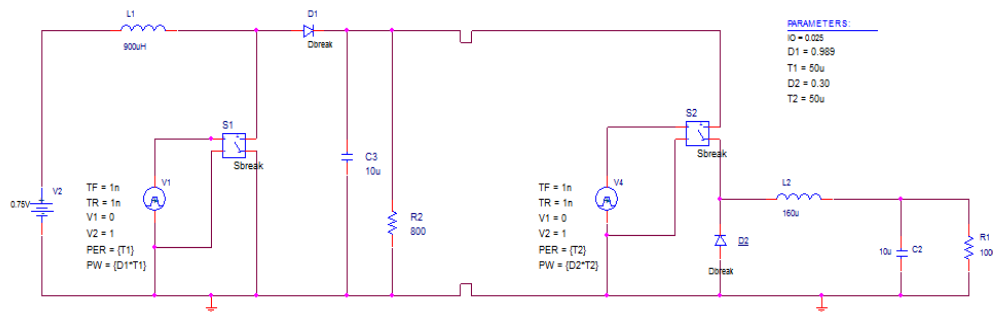 L1
900uH
D1
Dbreak
PARAMETERS:
IO = 0.025
D1 = 0.989
T1 = 50u
D2 = 0.30
T2 = 50u
S1
Sbreak
S2
Sbreak
V2
0.75V
TF = 1n
TR = 1n
V1 = 0
V2 = 1
PER = {T1}
PW = {D1*T1}
V1
C3
10u
R2
800
TF = 1n
TR = 1n
V1 = 0
V2 = 1
PER = {T2}
PW = {D2*T2}
V4
L2
160u
D2
Dbreak
10u
C2
R1
100